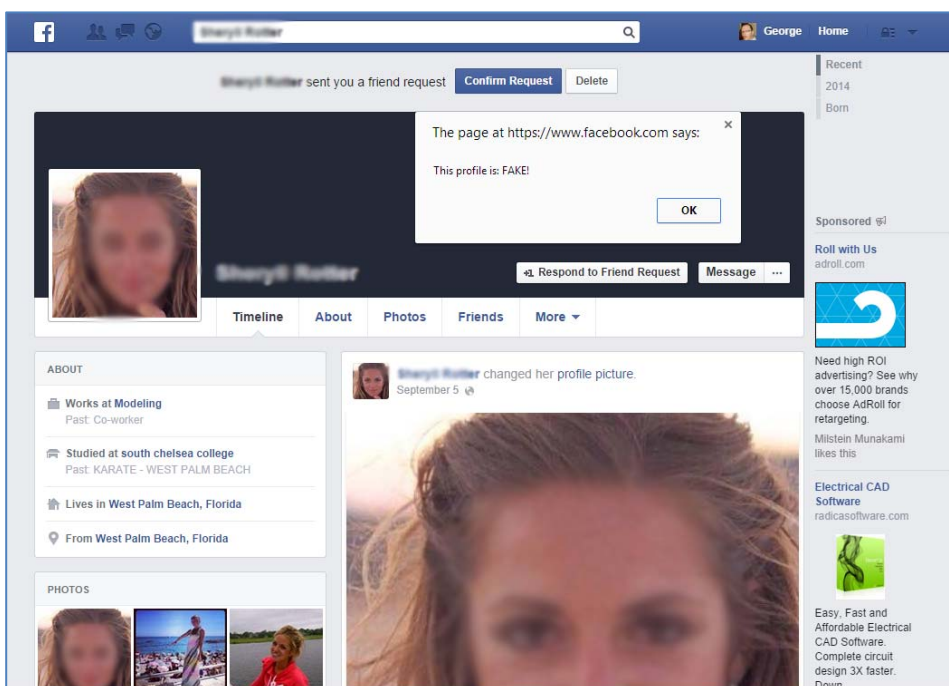 f
George Home
sent you a friend request Confirm Request Delete
Recent
2014
Born
The page at https://www.facebook.com says:
This profile is: FAKE!
OK
Respond to Friend Request Message ...
Timeline About Photos Friends More
ABOUT
Works at Modeling
Past: Co-worker
Studied at south chelsea college
Past: KARATE - WEST PALM BEACH
Lives in West Palm Beach, Florida
From West Palm Beach, Florida
PHOTOS
changed her profile picture.
September 5
Sponsored
Roll with Us
adroll.com
Need high ROI
advertising? See why
over 15,000 brands
choose AdRoll for
retargeting.
Milstein Munakami
likes this
Electrical CAD
Software
radicasoftware.com
Easy, Fast and
Affordable Electrical
CAD Software.
Complete circuit
design 3X faster.